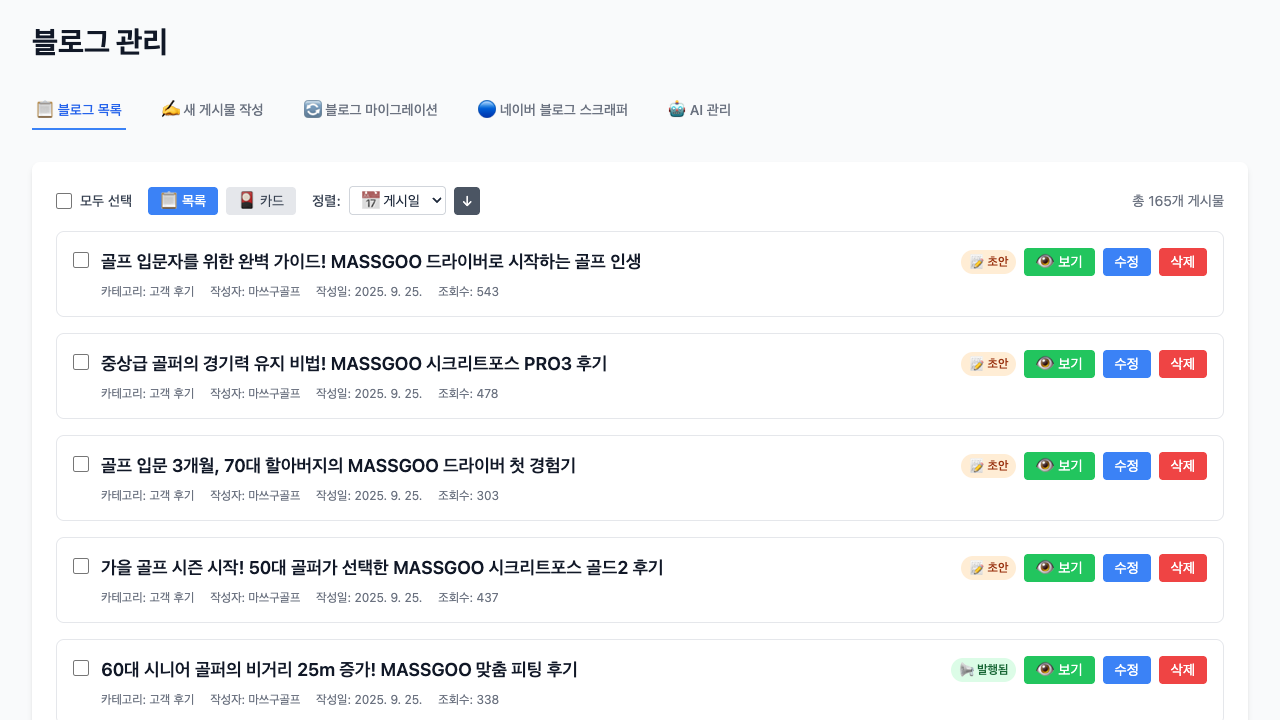 블로그 관리
📋 블로그 목록 ✍️ 새 게시물 작성 🔄 블로그 마이그레이션 🔵 네이버 블로그 스크래퍼 🤖 AI 관리
모두 선택 📋 목록 🎴 카드 정렬: 📅 게시일 ↓ 총 165개 게시물
골프 입문자를 위한 완벽 가이드! MASSGOO 드라이버로 시작하는 골프 인생 📝 초안 👁️ 보기 수정 삭제
카테고리: 고객 후기 작성자: 마쓰구골프 작성일: 2025. 9. 25. 조회수: 543
중상급 골퍼의 경기력 유지 비법! MASSGOO 시크리트포스 PRO3 후기 📝 초안 👁️ 보기 수정 삭제
카테고리: 고객 후기 작성자: 마쓰구골프 작성일: 2025. 9. 25. 조회수: 478
골프 입문 3개월, 70대 할아버지의 MASSGOO 드라이버 첫 경험기 📝 초안 👁️ 보기 수정 삭제
카테고리: 고객 후기 작성자: 마쓰구골프 작성일: 2025. 9. 25. 조회수: 303
가을 골프 시즌 시작! 50대 골퍼가 선택한 MASSGOO 시크리트포스 골드2 후기 📝 초안 👁️ 보기 수정 삭제
카테고리: 고객 후기 작성자: 마쓰구골프 작성일: 2025. 9. 25. 조회수: 437
60대 시니어 골퍼의 비거리 25m 증가! MASSGOO 맞춤 피팅 후기 📢 발행됨 👁️ 보기 수정 삭제
카테고리: 고객 후기 작성자: 마쓰구골프 작성일: 2025. 9. 25. 조회수: 338